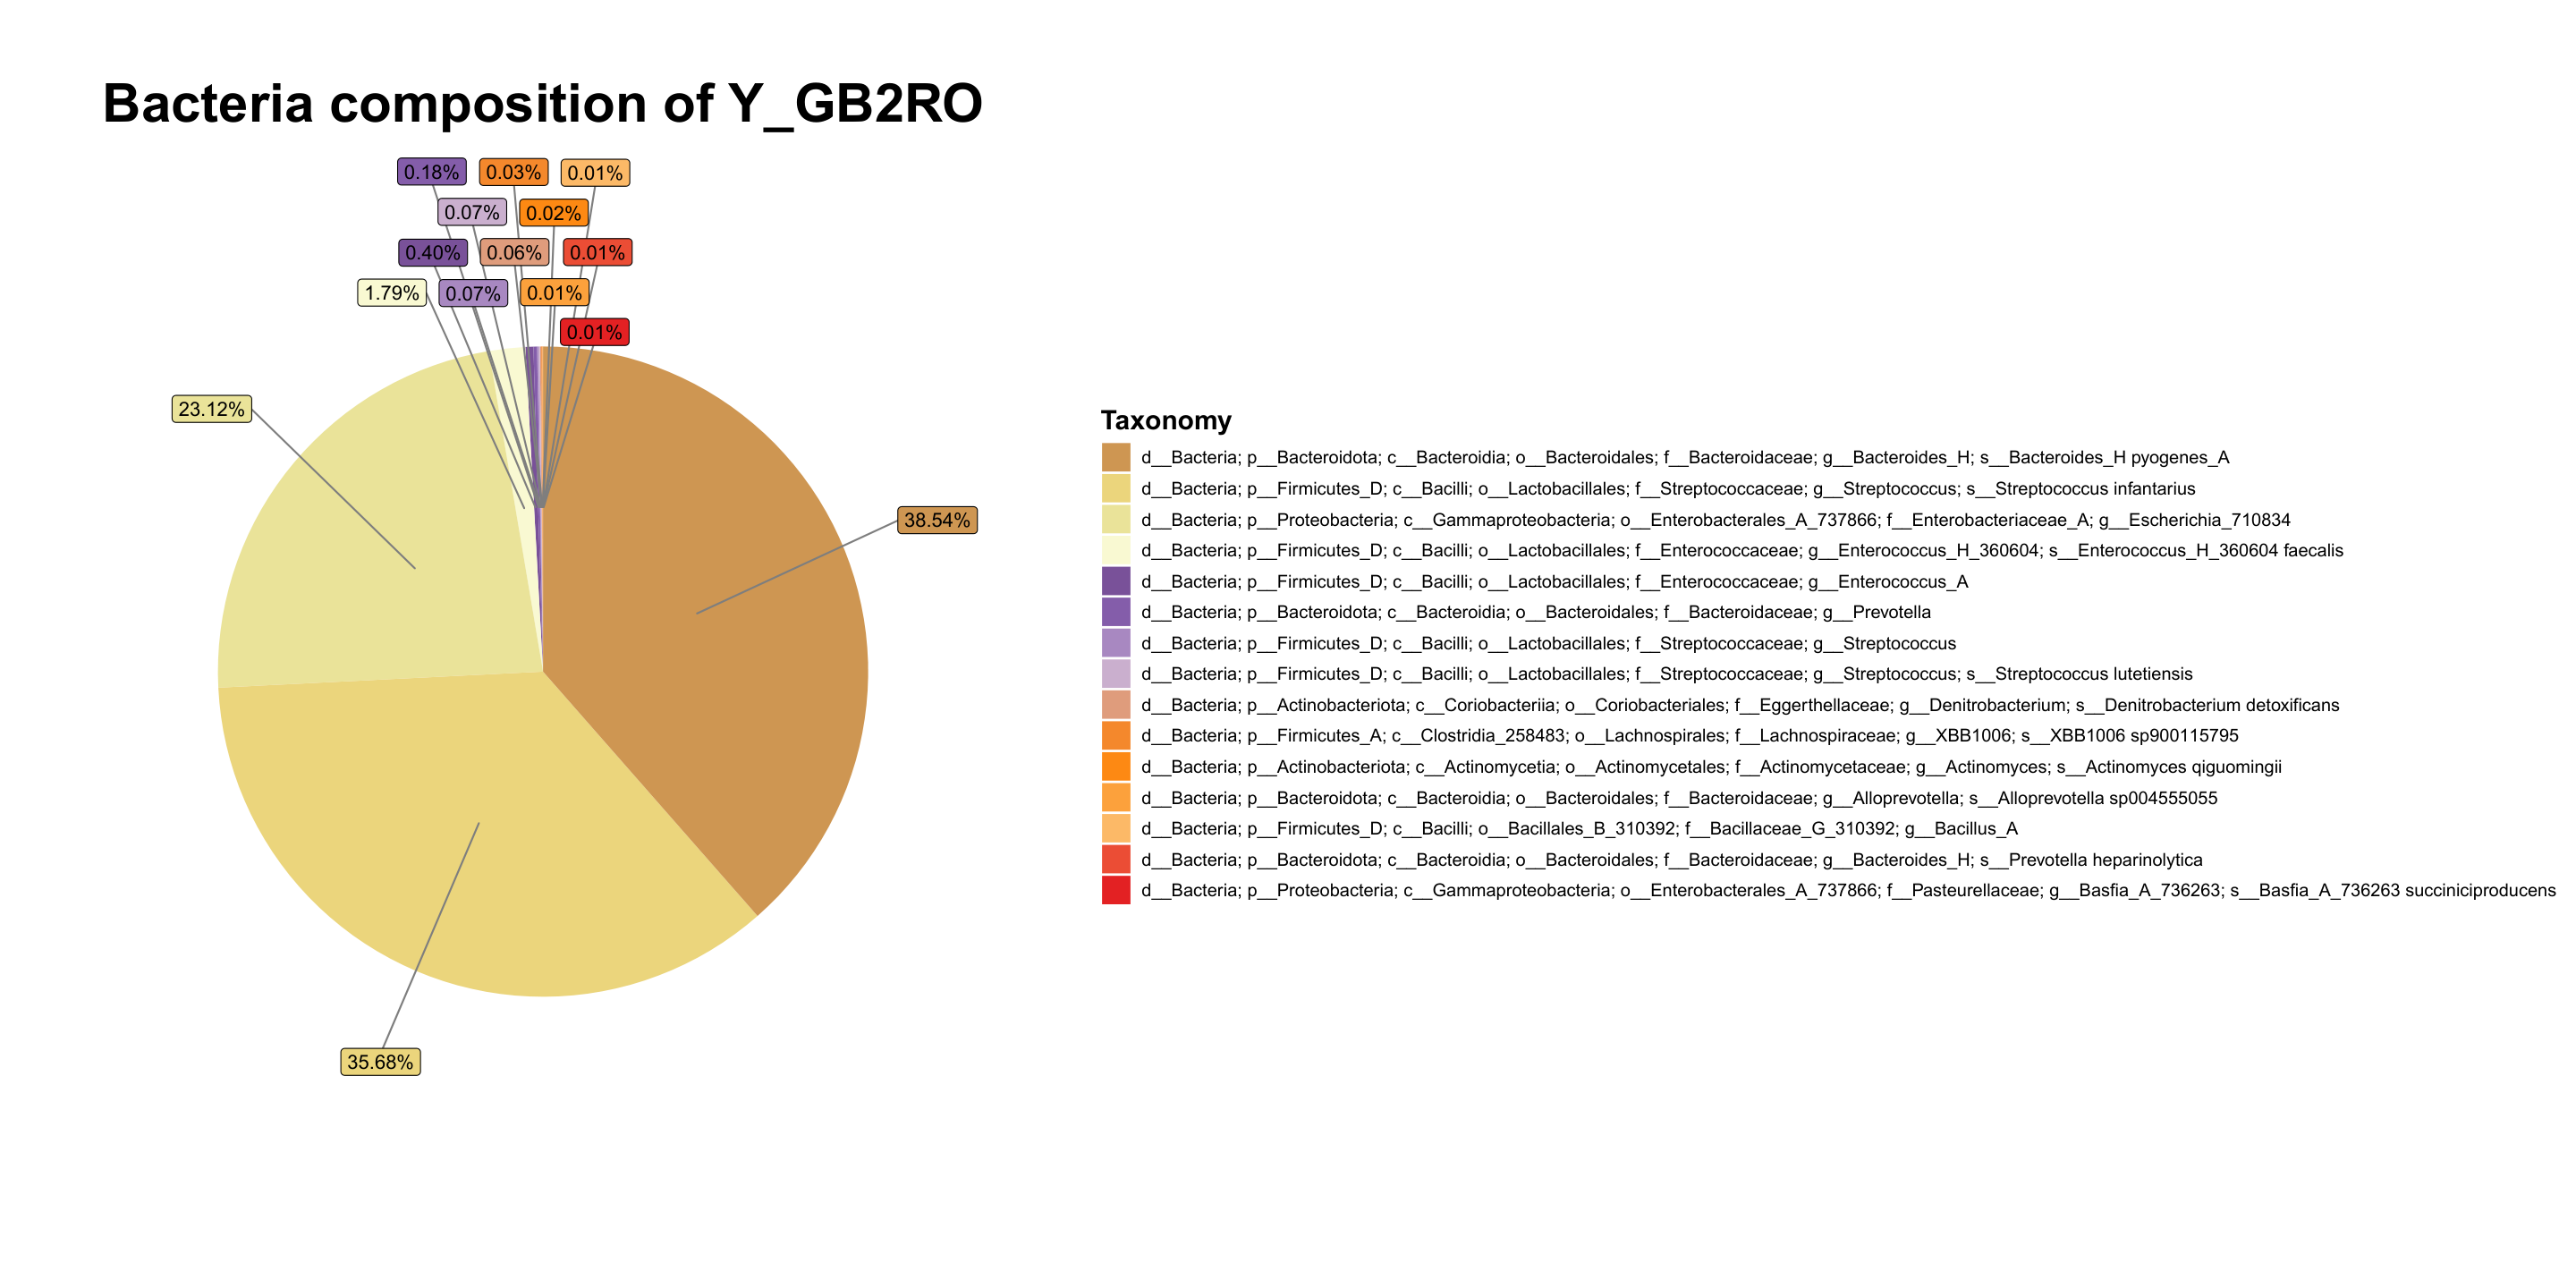 Bacteria composition of Y_GB2RO
0.18%
0.03%
0.01%
0.07%
0.02%
0.40%
0.06%
0.01%
1.79%
0.07%
0.01%
0.01%
23.12%
38.54%
35.68%
Taxonomy
d__Bacteria; p__Bacteroidota; c__Bacteroidia; o__Bacteroidales; f__Bacteroidaceae; g__Bacteroides_H; s__Bacteroides_H pyogenes_A
d__Bacteria; p__Firmicutes_D; c__Bacilli; o__Lactobacillales; f__Streptococcaceae; g__Streptococcus; s__Streptococcus infantarius
d__Bacteria; p__Proteobacteria; c__Gammaproteobacteria; o__Enterobacterales_A_737866; f__Enterobacteriaceae_A; g__Escherichia_710834
d__Bacteria; p__Firmicutes_D; c__Bacilli; o__Lactobacillales; f__Enterococcaceae; g__Enterococcus_H_360604; s__Enterococcus_H_360604 faecalis
d__Bacteria; p__Firmicutes_D; c__Bacilli; o__Lactobacillales; f__Enterococcaceae; g__Enterococcus_A
d__Bacteria; p__Bacteroidota; c__Bacteroidia; o__Bacteroidales; f__Bacteroidaceae; g__Prevotella
d__Bacteria; p__Firmicutes_D; c__Bacilli; o__Lactobacillales; f__Streptococcaceae; g__Streptococcus
d__Bacteria; p__Firmicutes_D; c__Bacilli; o__Lactobacillales; f__Streptococcaceae; g__Streptococcus; s__Streptococcus lutetiensis
d__Bacteria; p__Actinobacteriota; c__Coriobacteriia; o__Coriobacteriales; f__Eggerthellaceae; g__Denitrobacterium; s__Denitrobacterium detoxificans
d__Bacteria; p__Firmicutes_A; c__Clostridia_258483; o__Lachnospirales; f__Lachnospiraceae; g__XBB1006; s__XBB1006 sp900115795
d__Bacteria; p__Actinobacteriota; c__Actinomycetia; o__Actinomycetales; f__Actinomycetaceae; g__Actinomyces; s__Actinomyces qiguomingii
d__Bacteria; p__Bacteroidota; c__Bacteroidia; o__Bacteroidales; f__Bacteroidaceae; g__Alloprevotella; s__Alloprevotella sp004555055
d__Bacteria; p__Firmicutes_D; c__Bacilli; o__Bacillales_B_310392; f__Bacillaceae_G_310392; g__Bacillus_A
d__Bacteria; p__Bacteroidota; c__Bacteroidia; o__Bacteroidales; f__Bacteroidaceae; g__Bacteroides_H; s__Prevotella heparinolytica
d__Bacteria; p__Proteobacteria; c__Gammaproteobacteria; o__Enterobacterales_A_737866; f__Pasteurellaceae; g__Basfia_A_736263; s__Basfia_A_736263 succiniciproducens